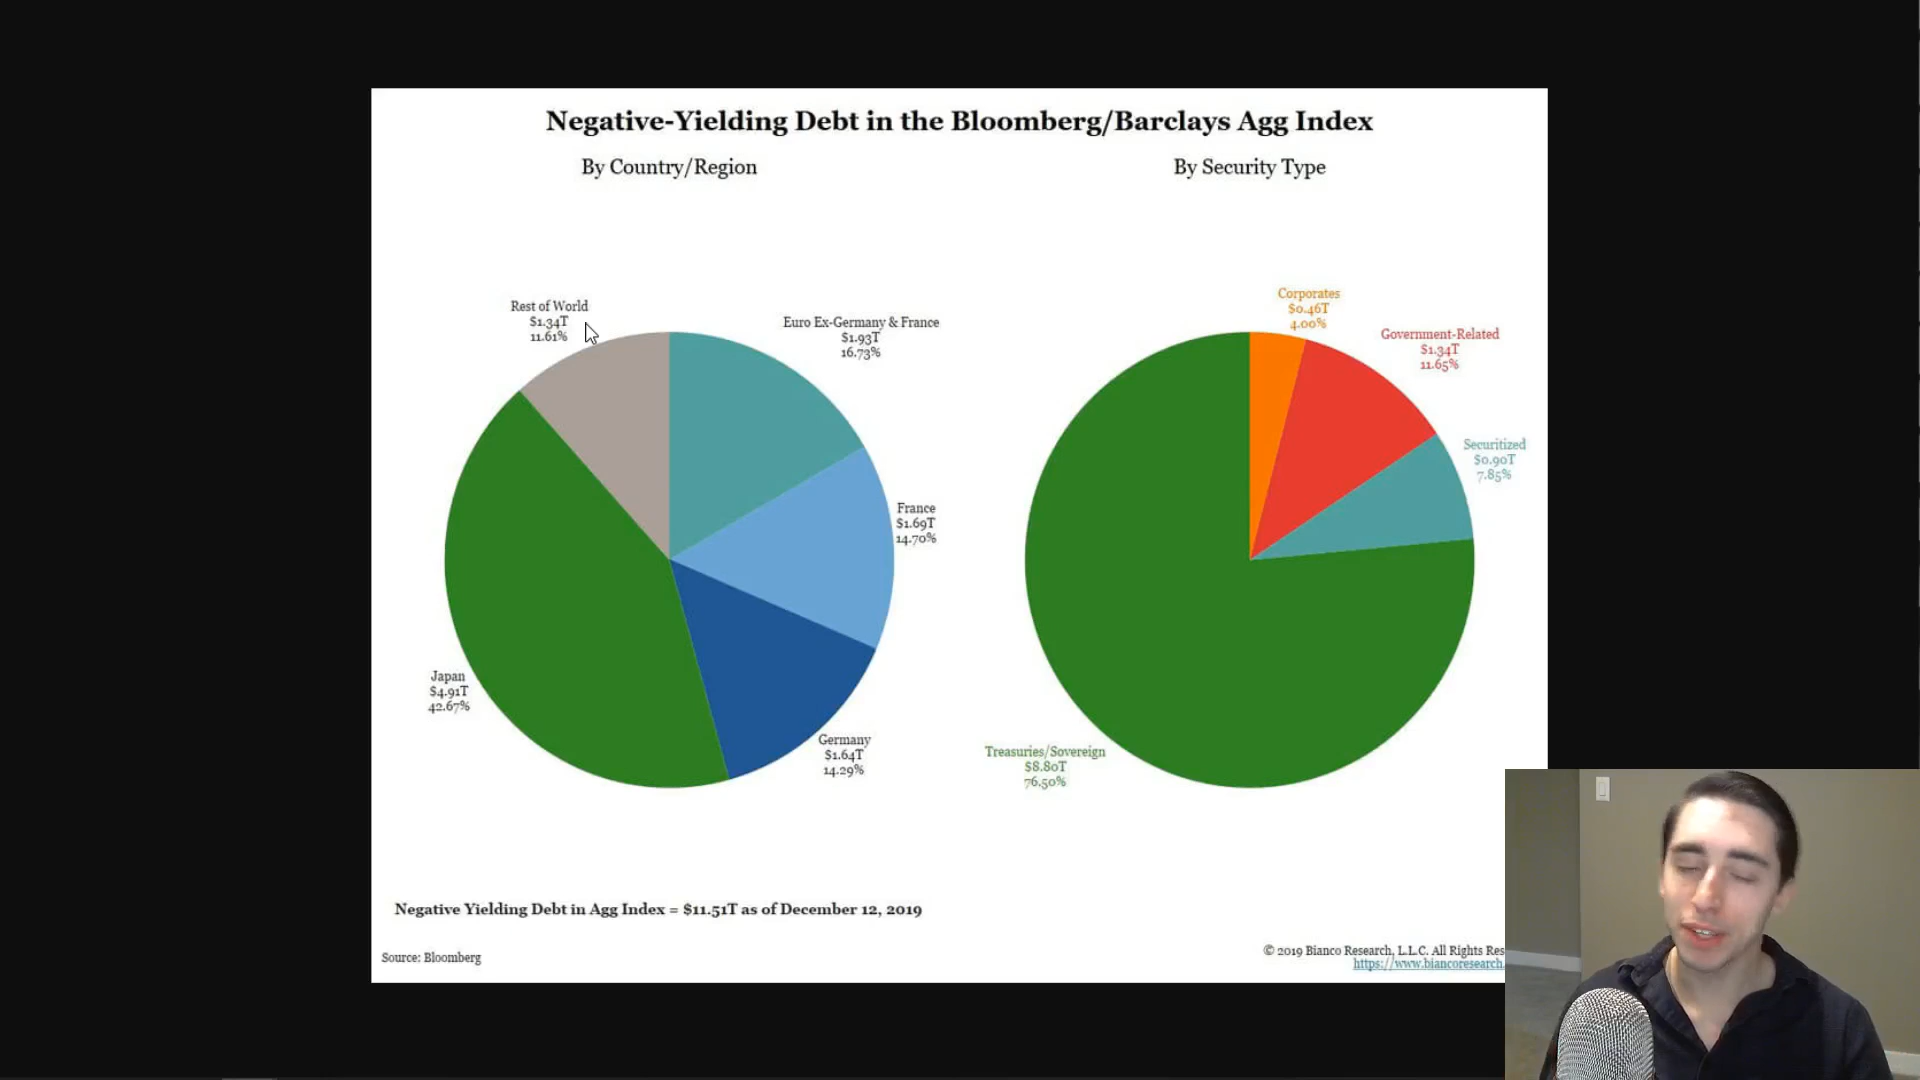 Negative-Yielding Debt in the Bloomberg/Barclays Agg Index
By Country/Region
By Security Type
Rest of World
$1.34T
11.61%
Euro Ex-Germany & France
$1.93T
16.73%
France
$1.69T
14.70%
Germany
$1.64T
14.29%
Japan
$4.91T
42.67%
Corporates
$0.46T
4.00%
Government-Related
$1.34T
11.65%
Securitized
$0.90T
7.85%
Treasuries/Sovereign
$8.80T
76.50%
Negative Yielding Debt in Agg Index = $11.51T as of December 12, 2019
Source: Bloomberg
© 2019 Bianco Research, L.L.C. All Rights Res
https://www.biancoresearch.